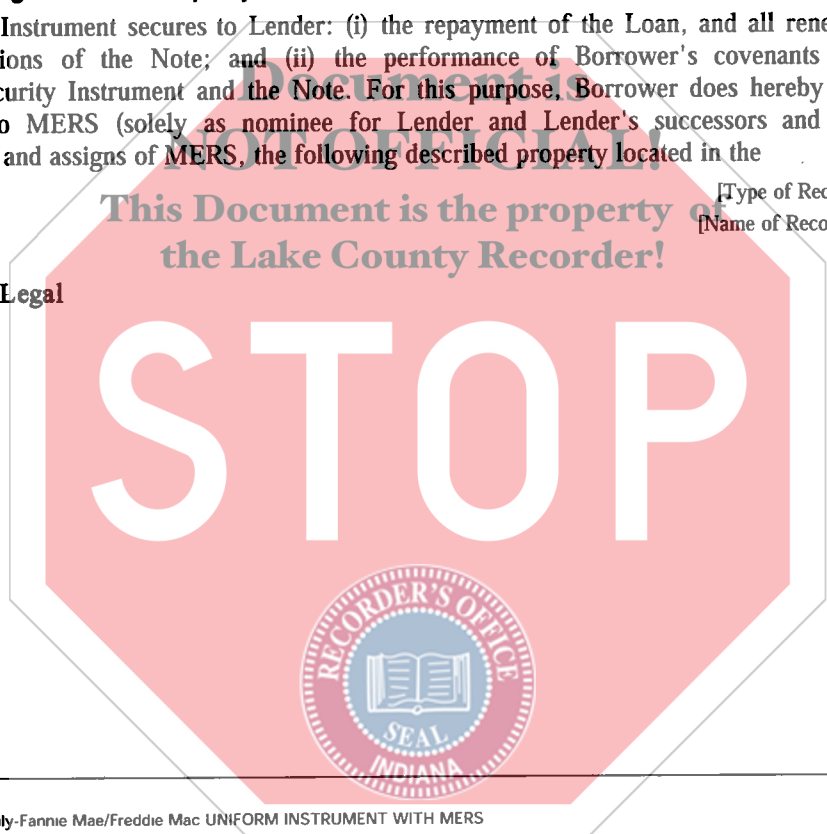 Instrument secures to Lender: (i) the repayment of the Loan, and all rene
ions of the Note; and (ii) the performance of Borrower's covenants
curity Instrument and the Note. For this purpose, Borrower does hereby
o MERS (solely as nominee for Lender and Lender's successors and
and assigns of MERS, the following described property located in the
[Type of Rec
[Name of Reco
Document is
NOT OFFICIAL!
This Document is the property of
the Lake County Recorder!
Legal
STOP
RECORDER'S OFFICE
SEAL
INDIANA
ly-Fannie Mae/Freddie Mac UNIFORM INSTRUMENT WITH MERS